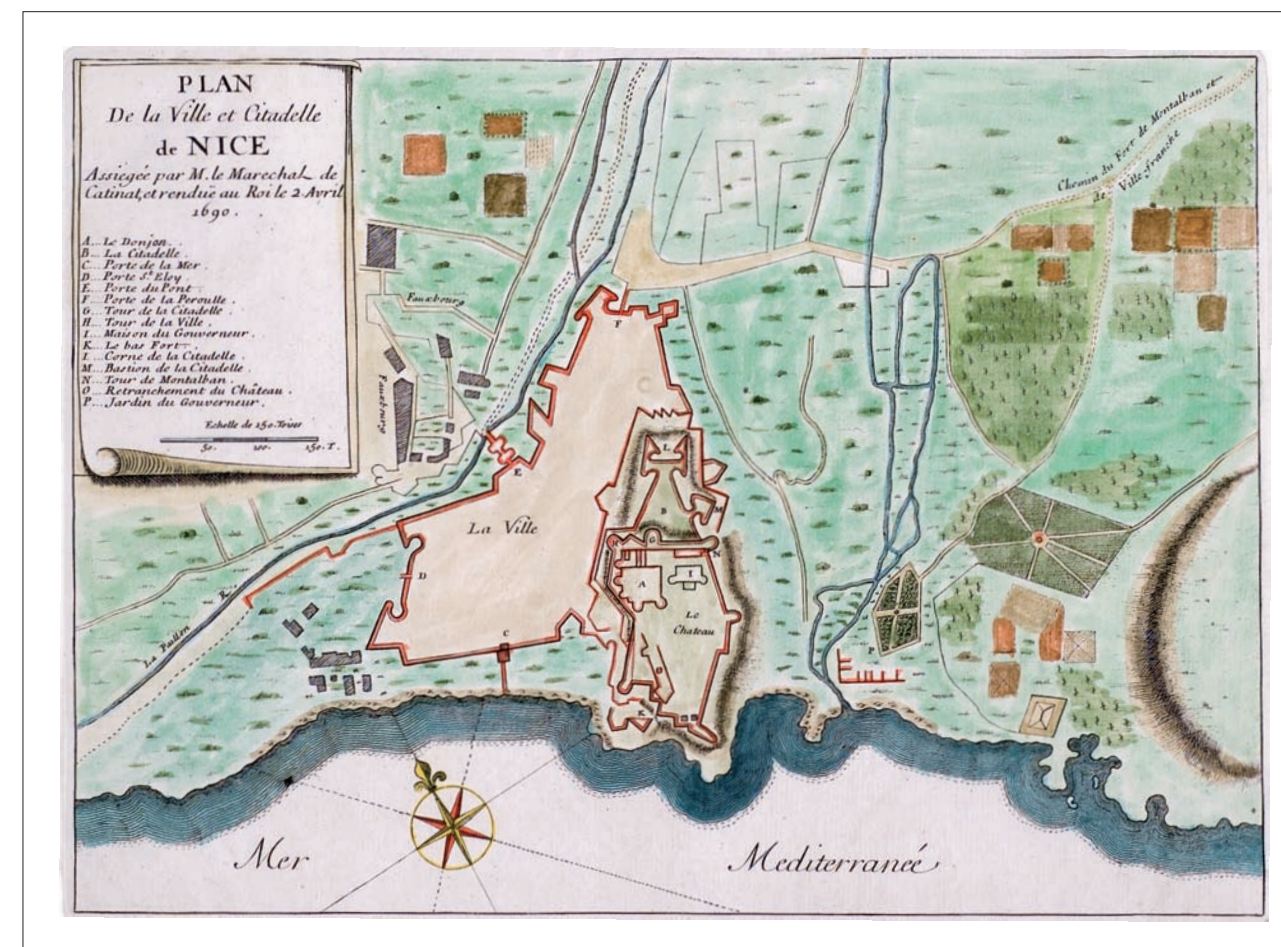 PLAN
De la Ville et Citadelle
de NICE
Assiegée par M. le Marechal de
Catinat, et renduë au Roi le 2. Avril
1690.
A... Le Donjon.
B... La Citadelle.
C... Porte de la Mer.
D... Porte St. Eloy.
E... Porte du Pont
F... Porte de la Peroulle.
G... Tour de la Citadelle.
H... Tour de la Ville.
I... Maison du Gouverneur.
K... Le bas Fort
L... Corne de la Citadelle.
M... Bastion de la Citadelle.
N... Tour de Montalban.
O... Retranchement du Château.
P... Jardin du Gouverneur.
Echelle de 150. Toises
50. 100. 150. T.
Chemin du Fort de Montalban et
de Ville-franche
Fauxbourg
Fauxbourg
F
L
E
La Ville
B
M
H
G
N
D
A
I
Le
Chateau
C
O
K
P
La Paillon R.
Mer
Mediterraneé